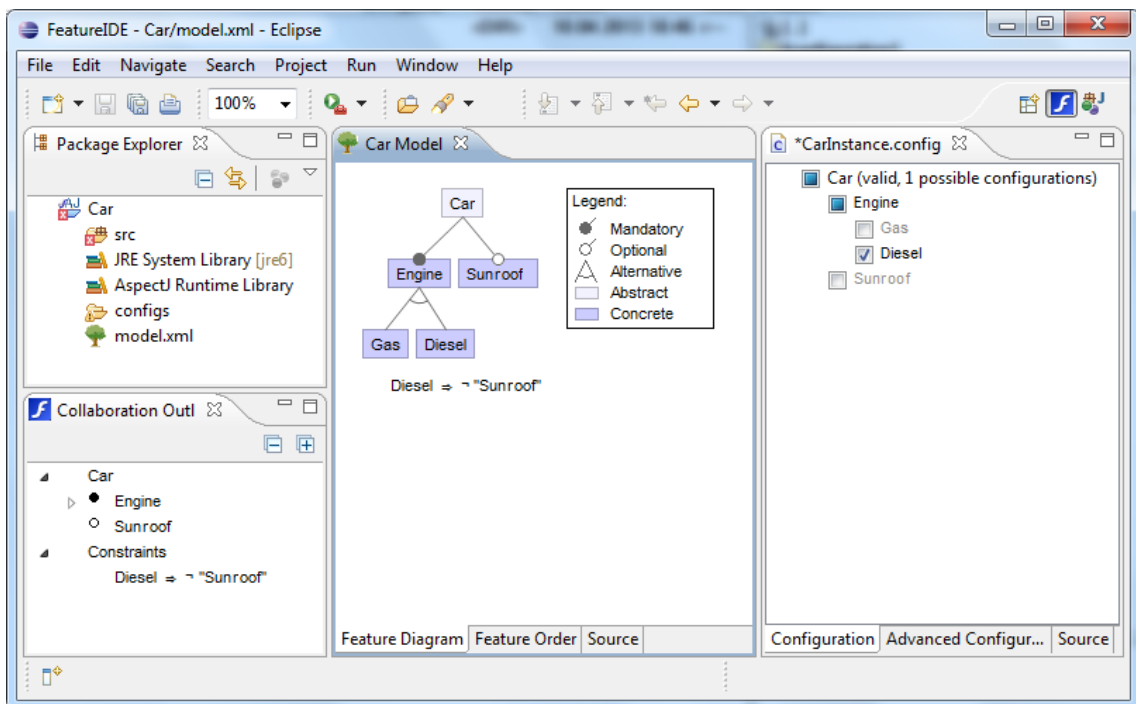 FeatureIDE - Car/model.xml - Eclipse
File Edit Navigate Search Project Run Window Help
100%
Package Explorer
Car
src
JRE System Library [jre6]
AspectJ Runtime Library
configs
model.xml
Collaboration Outl
Car
Engine
Sunroof
Constraints
Diesel ⇒ ¬ "Sunroof"
Car Model
Car
Engine Sunroof
Gas Diesel
Diesel ⇒ ¬ "Sunroof"
Legend:
Mandatory
Optional
Alternative
Abstract
Concrete
Feature Diagram Feature Order Source
*CarInstance.config
Car (valid, 1 possible configurations)
Engine
Gas
Diesel
Sunroof
Configuration Advanced Configur... Source